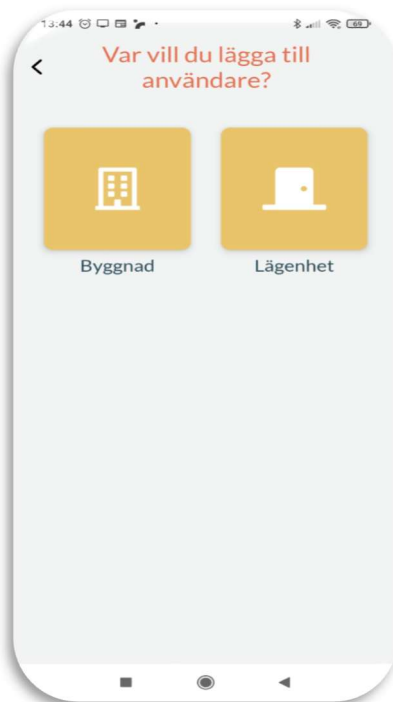 13:44
69
Var vill du lägga till
användare?
Byggnad
Lägenhet